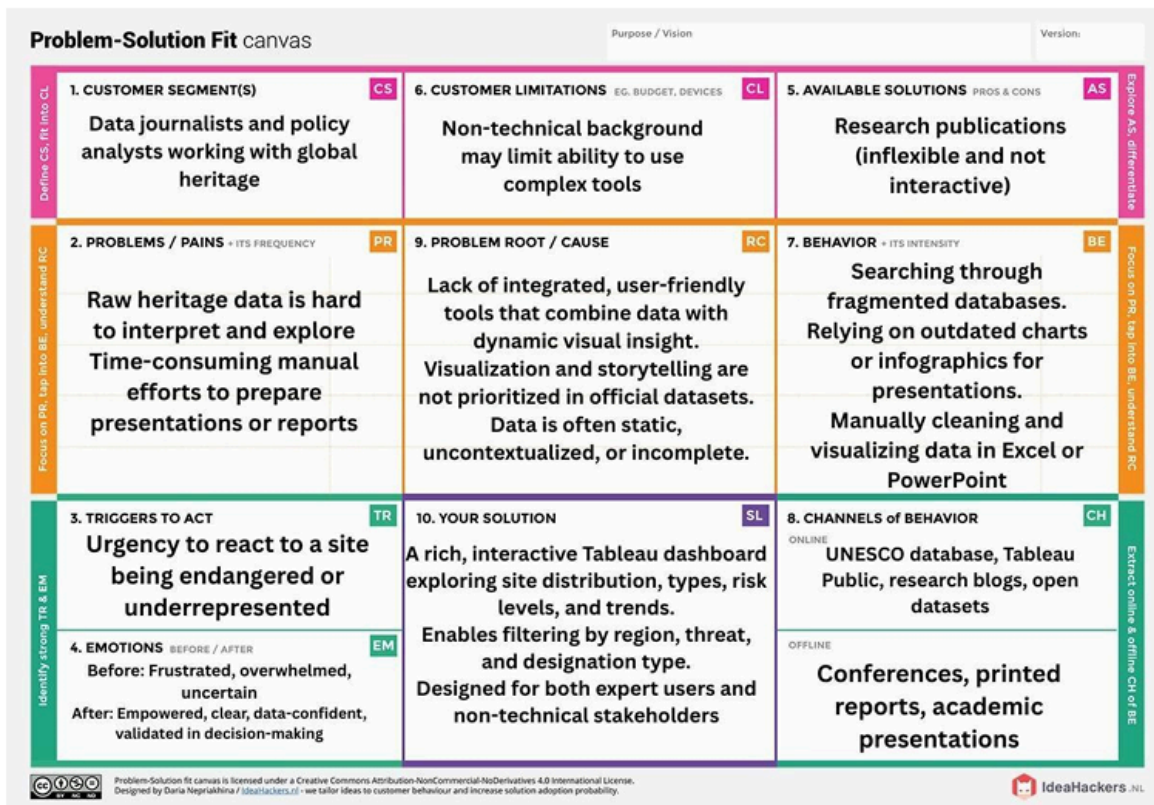 Problem-Solution Fit canvas
Purpose / Vision
Version:
Define CS, fit into CL
1. CUSTOMER SEGMENT(S)
CS
Data journalists and policy
analysts working with global
heritage
6. CUSTOMER LIMITATIONS EG. BUDGET, DEVICES
CL
Non-technical background
may limit ability to use
complex tools
5. AVAILABLE SOLUTIONS PROS & CONS
AS
Research publications
(inflexible and not
interactive)
Explore AS, differentiate
Focus on PR, tap into BE, understand RC
2. PROBLEMS / PAINS + ITS FREQUENCY
PR
Raw heritage data is hard
to interpret and explore
Time-consuming manual
efforts to prepare
presentations or reports
9. PROBLEM ROOT / CAUSE
RC
Lack of integrated, user-friendly
tools that combine data with
dynamic visual insight.
Visualization and storytelling are
not prioritized in official datasets.
Data is often static,
uncontextualized, or incomplete.
7. BEHAVIOR + ITS INTENSITY
BE
Searching through
fragmented databases.
Relying on outdated charts
or infographics for
presentations.
Manually cleaning and
visualizing data in Excel or
PowerPoint
Focus on PR, tap into BE, understand RC
Identify strong TR & EM
3. TRIGGERS TO ACT
TR
Urgency to react to a site
being endangered or
underrepresented
4. EMOTIONS BEFORE / AFTER
EM
Before: Frustrated, overwhelmed,
uncertain
After: Empowered, clear, data-confident,
validated in decision-making
10. YOUR SOLUTION
SL
A rich, interactive Tableau dashboard
exploring site distribution, types, risk
levels, and trends.
Enables filtering by region, threat,
and designation type.
Designed for both expert users and
non-technical stakeholders
8. CHANNELS of BEHAVIOR
CH
ONLINE
UNESCO database, Tableau
Public, research blogs, open
datasets
OFFLINE
Conferences, printed
reports, academic
presentations
Extract online & offline CH of BE
CC
BY NC ND
Problem-Solution fit canvas is licensed under a Creative Commons Attribution-NonCommercial-NoDerivatives 4.0 International License.
Designed by Daria Nepriakhina / IdeaHackers.nl - we tailor ideas to customer behaviour and increase solution adoption probability.
IdeaHackers.NL